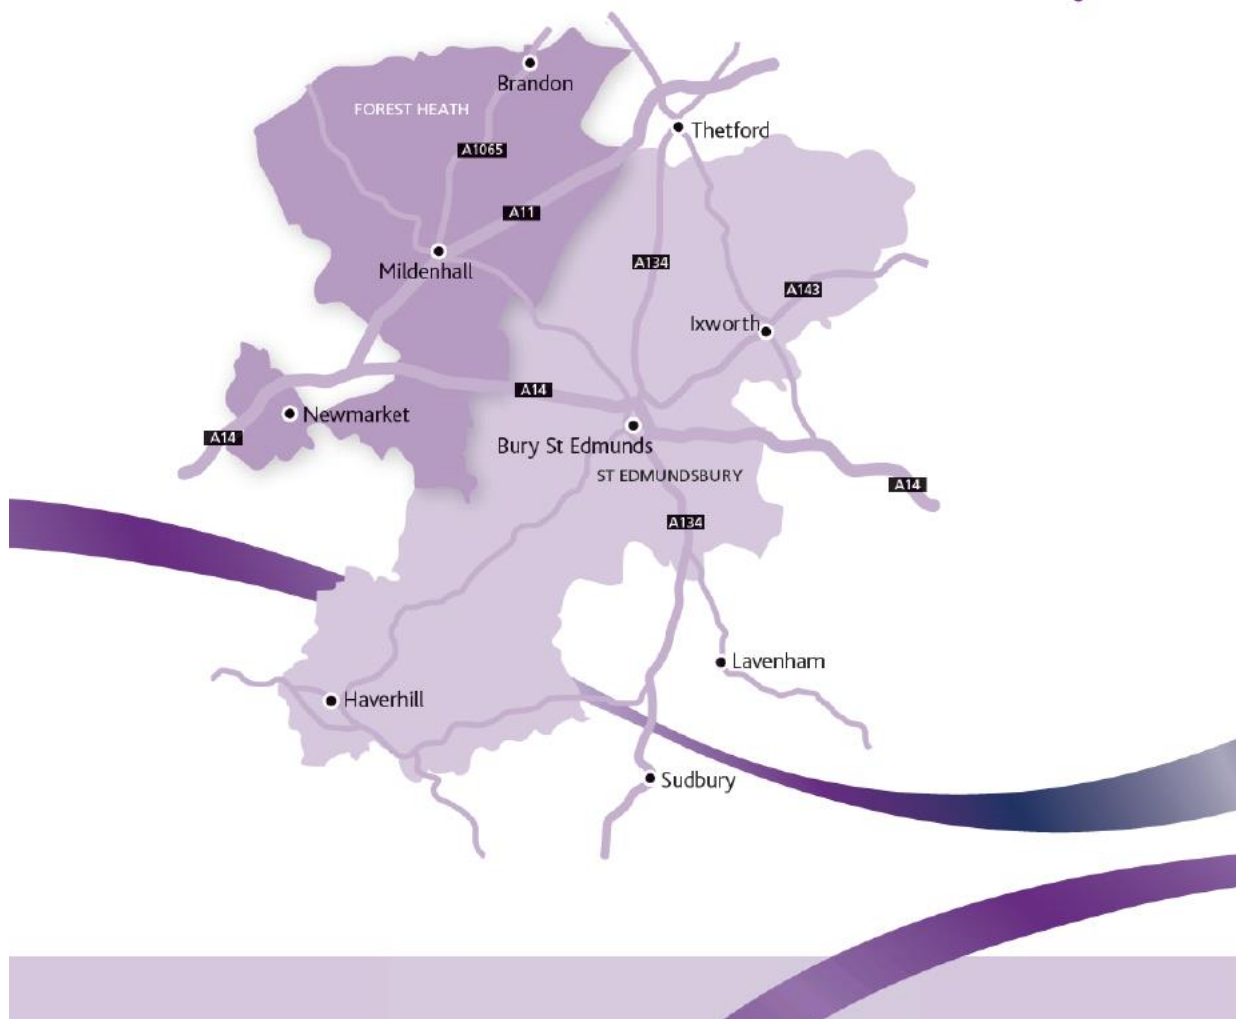 Brandon
FOREST HEATH
Thetford
A1065
A11
A134
Mildenhall
A143
Ixworth
A14
Newmarket
A14
Bury St Edmunds
ST EDMUNDSBURY
A14
A134
Lavenham
Haverhill
Sudbury